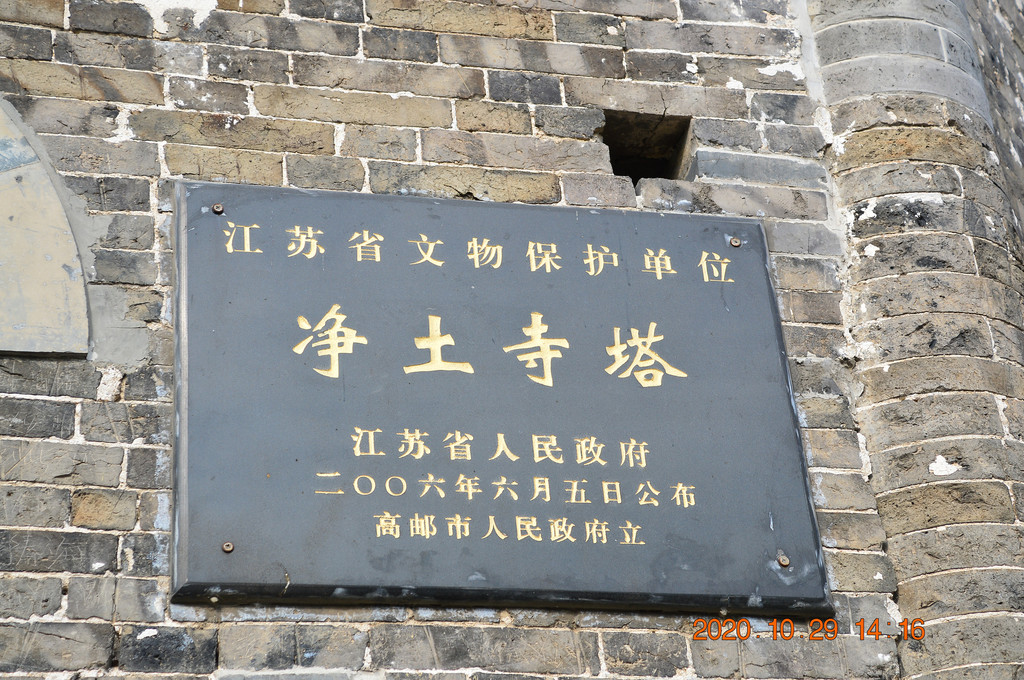 江苏省文物保护单位
净土寺塔
江苏省人民政府
二〇〇六年六月五日公布
高邮市人民政府立
2020.10.29 14:16